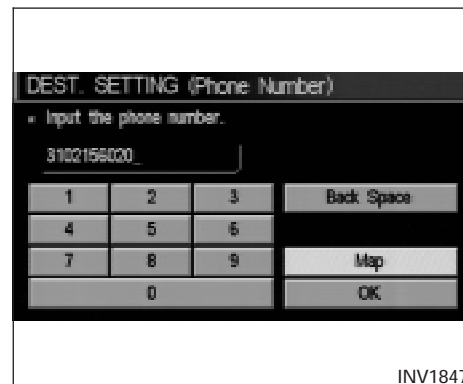 DEST. SETTING (Phone Number)
Input the phone number.
3102156020_
1 2 3 Back Space
4 5 6
7 8 9 Map
0 OK
INV1847